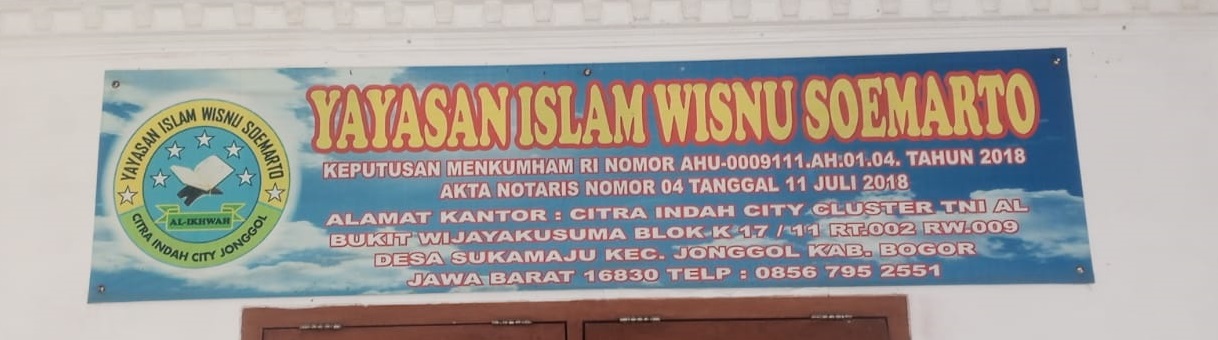 YAYASAN ISLAM WISNU SOEMARTO
AL-IKHWAH
CITRA INDAH CITY JONGGOL
YAYASAN ISLAM WISNU SOEMARTO
KEPUTUSAN MENKUMHAM RI NOMOR AHU-0009111.AH:01.04. TAHUN 2018
AKTA NOTARIS NOMOR 04 TANGGAL 11 JULI 2018
ALAMAT KANTOR : CITRA INDAH CITY CLUSTER TNI AL
BUKIT WIJAYAKUSUMA BLOK-K 17 / 11 RT.002 RW.009
DESA SUKAMAJU KEC. JONGGOL KAB. BOGOR
JAWA BARAT 16830 TELP : 0856 795 2551